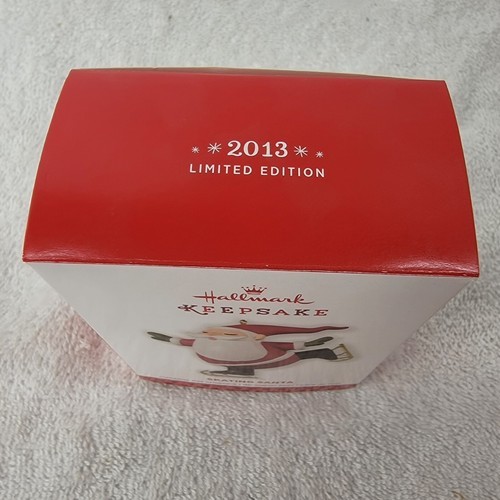 2013
LIMITED EDITION
Hallmark
KEEPSAKE
SKATING SANTA